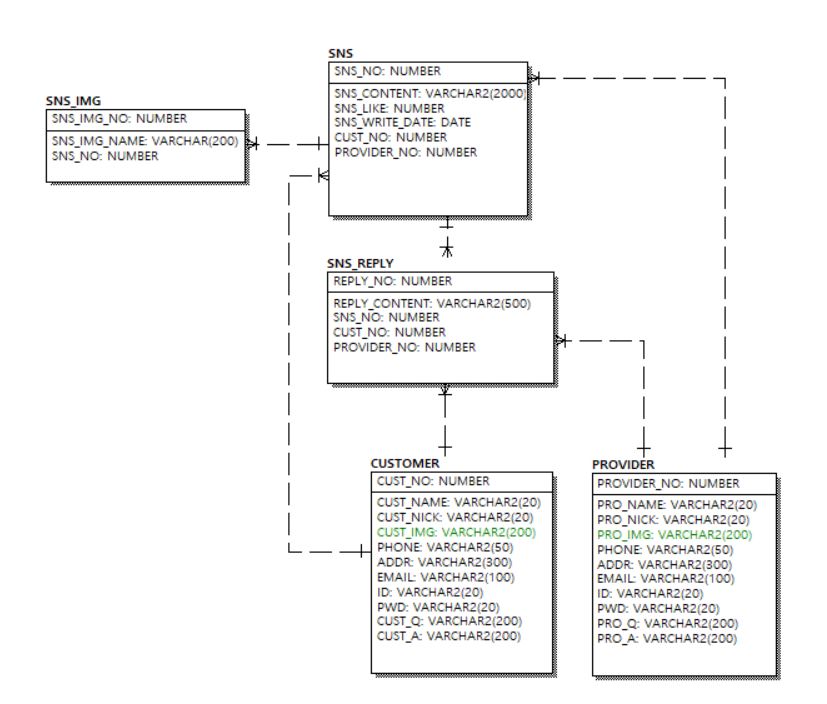 SNS
SNS_NO: NUMBER
SNS_CONTENT: VARCHAR2(2000)
SNS_LIKE: NUMBER
SNS_WRITE_DATE: DATE
CUST_NO: NUMBER
PROVIDER_NO: NUMBER
SNS_IMG
SNS_IMG_NO: NUMBER
SNS_IMG_NAME: VARCHAR(200)
SNS_NO: NUMBER
SNS_REPLY
REPLY_NO: NUMBER
REPLY_CONTENT: VARCHAR2(500)
SNS_NO: NUMBER
CUST_NO: NUMBER
PROVIDER_NO: NUMBER
CUSTOMER
CUST_NO: NUMBER
CUST_NAME: VARCHAR2(20)
CUST_NICK: VARCHAR2(20)
CUST_IMG: VARCHAR2(200)
PHONE: VARCHAR2(50)
ADDR: VARCHAR2(300)
EMAIL: VARCHAR2(100)
ID: VARCHAR2(20)
PWD: VARCHAR2(20)
CUST_Q: VARCHAR2(200)
CUST_A: VARCHAR2(200)
PROVIDER
PROVIDER_NO: NUMBER
PRO_NAME: VARCHAR2(20)
PRO_NICK: VARCHAR2(20)
PRO_IMG: VARCHAR2(200)
PHONE: VARCHAR2(50)
ADDR: VARCHAR2(300)
EMAIL: VARCHAR2(100)
ID: VARCHAR2(20)
PWD: VARCHAR2(20)
PRO_Q: VARCHAR2(200)
PRO_A: VARCHAR2(200)